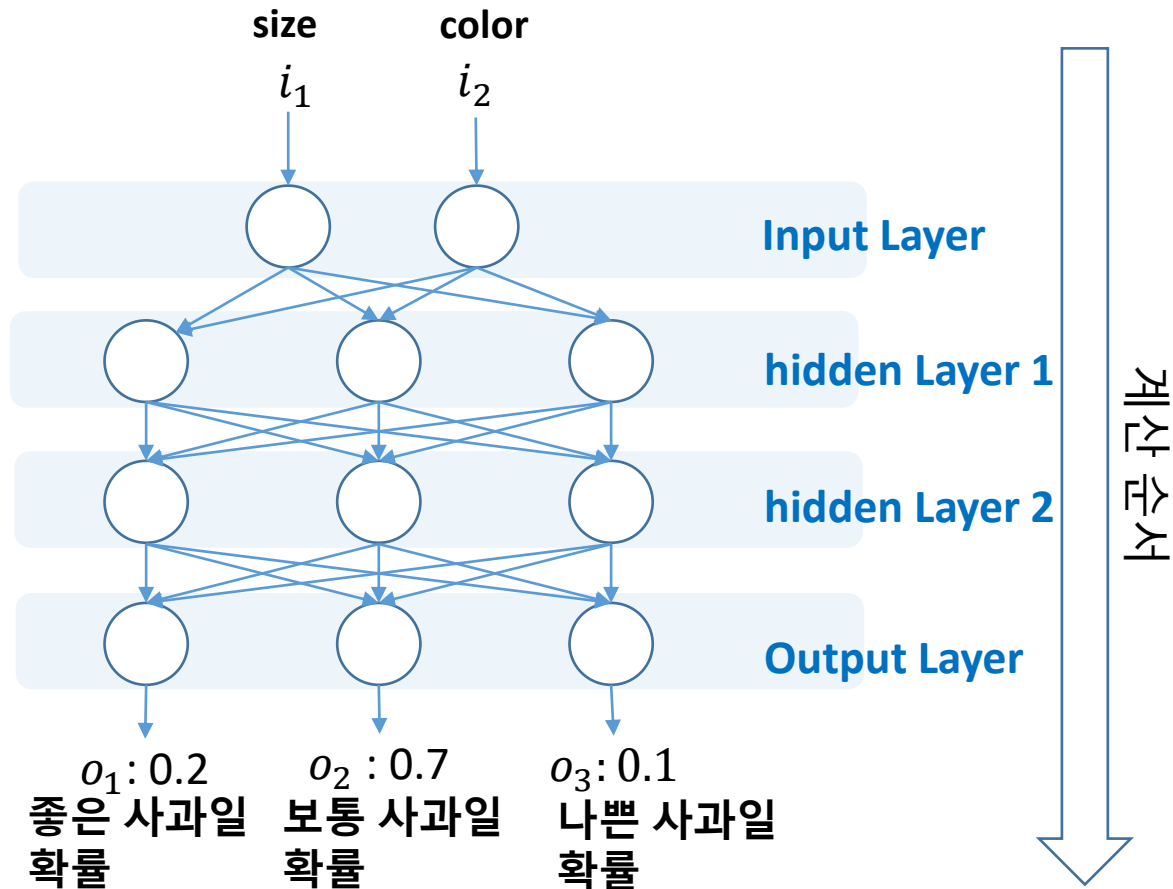 size color
i₁ i₂
Input Layer
hidden Layer 1
hidden Layer 2
Output Layer
계산 순서
o₁: 0.2 o₂ : 0.7 o₃: 0.1
좋은 사과일 보통 사과일 나쁜 사과일
확률 확률 확률